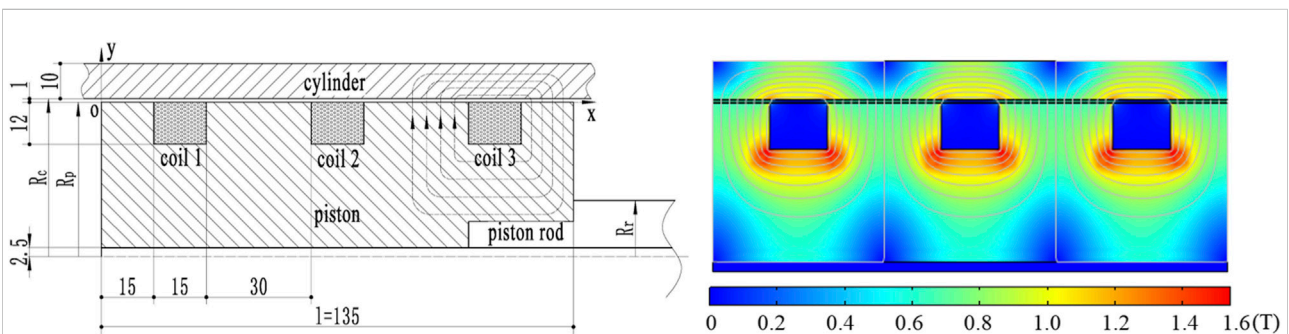 y
cylinder
1
10
o
x
12
coil 1
coil 2
coil 3
Rc
Rp
piston
piston rod
Rr
2.5
15
15
30
l=135
0
0.2
0.4
0.6
0.8
1.0
1.2
1.4
1.6(T)